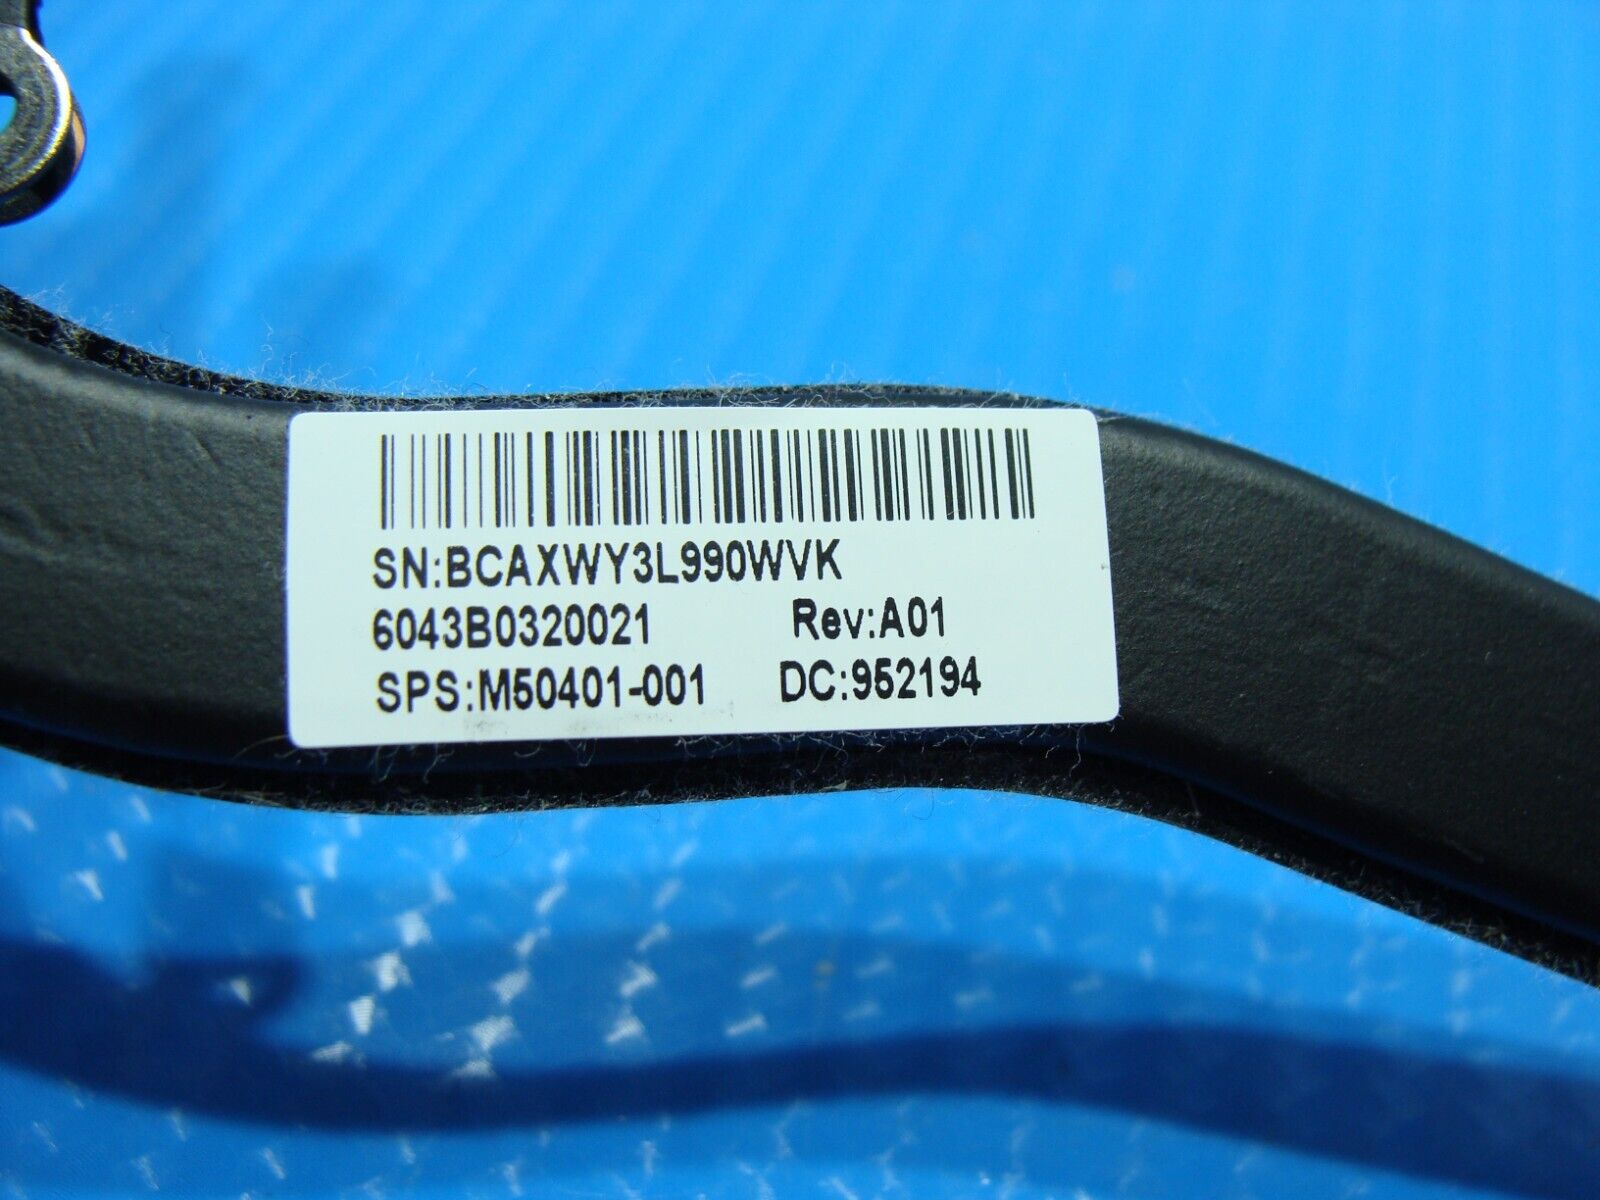 SN:BCAXWY3L990WVK
6043B0320021 Rev:A01
SPS:M50401-001 DC:952194